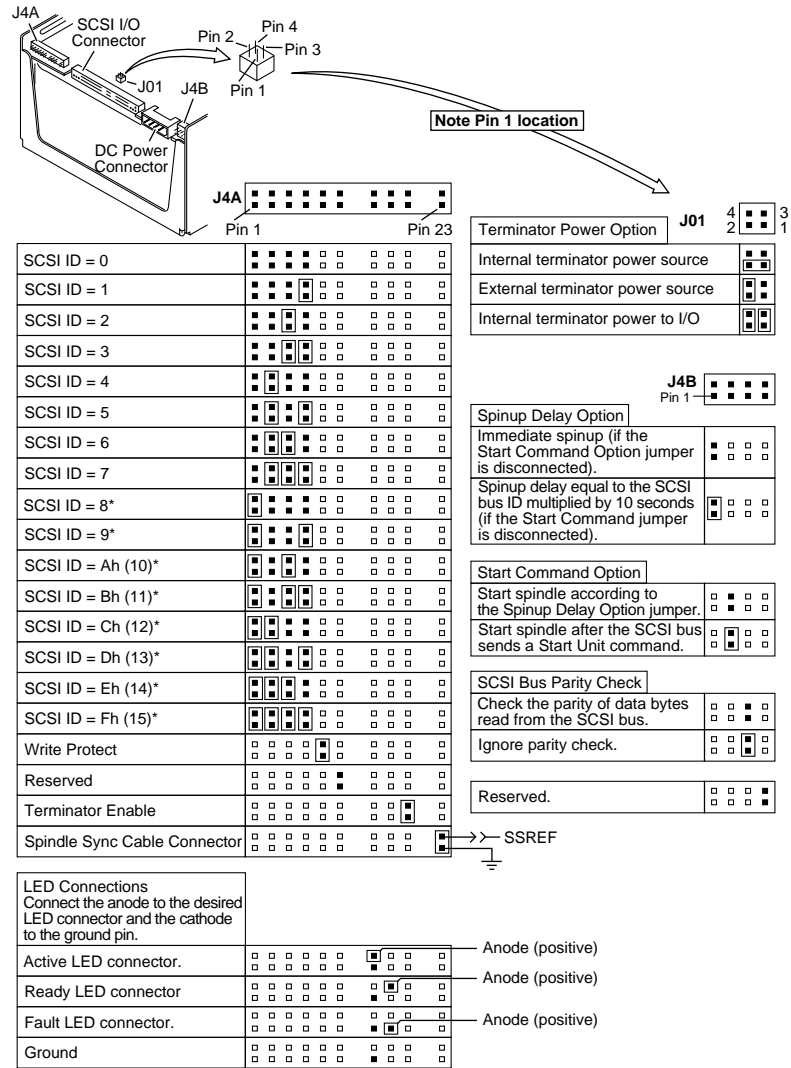 J4A
SCSI I/O
Connector
Pin 2
Pin 4
Pin 3
Pin 1
J01
J4B
DC Power
Connector
Note Pin 1 location
J4A
Pin 1
Pin 23
SCSI ID = 0
SCSI ID = 1
SCSI ID = 2
SCSI ID = 3
SCSI ID = 4
SCSI ID = 5
SCSI ID = 6
SCSI ID = 7
SCSI ID = 8*
SCSI ID = 9*
SCSI ID = Ah (10)*
SCSI ID = Bh (11)*
SCSI ID = Ch (12)*
SCSI ID = Dh (13)*
SCSI ID = Eh (14)*
SCSI ID = Fh (15)*
Write Protect
Reserved
Terminator Enable
Spindle Sync Cable Connector
SSREF
LED Connections
Connect the anode to the desired
LED connector and the cathode
to the ground pin.
Active LED connector.
Anode (positive)
Ready LED connector
Anode (positive)
Fault LED connector.
Anode (positive)
Ground
Terminator Power Option
J01
4 3
2 1
Internal terminator power source
External terminator power source
Internal terminator power to I/O
J4B
Pin 1
Spinup Delay Option
Immediate spinup (if the
Start Command Option jumper
is disconnected).
Spinup delay equal to the SCSI
bus ID multiplied by 10 seconds
(if the Start Command jumper
is disconnected).
Start Command Option
Start spindle according to
the Spinup Delay Option jumper.
Start spindle after the SCSI bus
sends a Start Unit command.
SCSI Bus Parity Check
Check the parity of data bytes
read from the SCSI bus.
Ignore parity check.
Reserved.